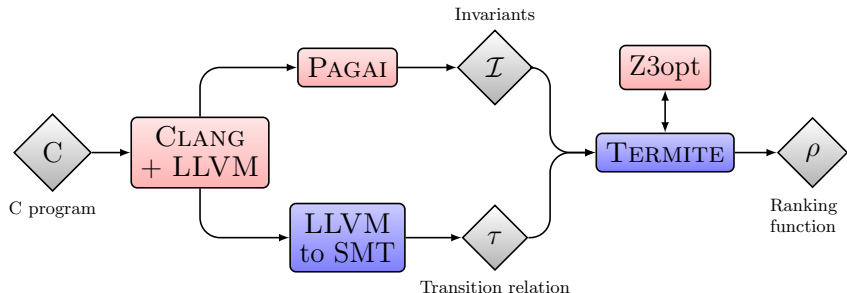 Invariants
PAGAI
ℐ
Z3opt
C
CLANG
+ LLVM
TERMITE
ρ
C program
LLVM
to SMT
τ
Ranking
function
Transition relation